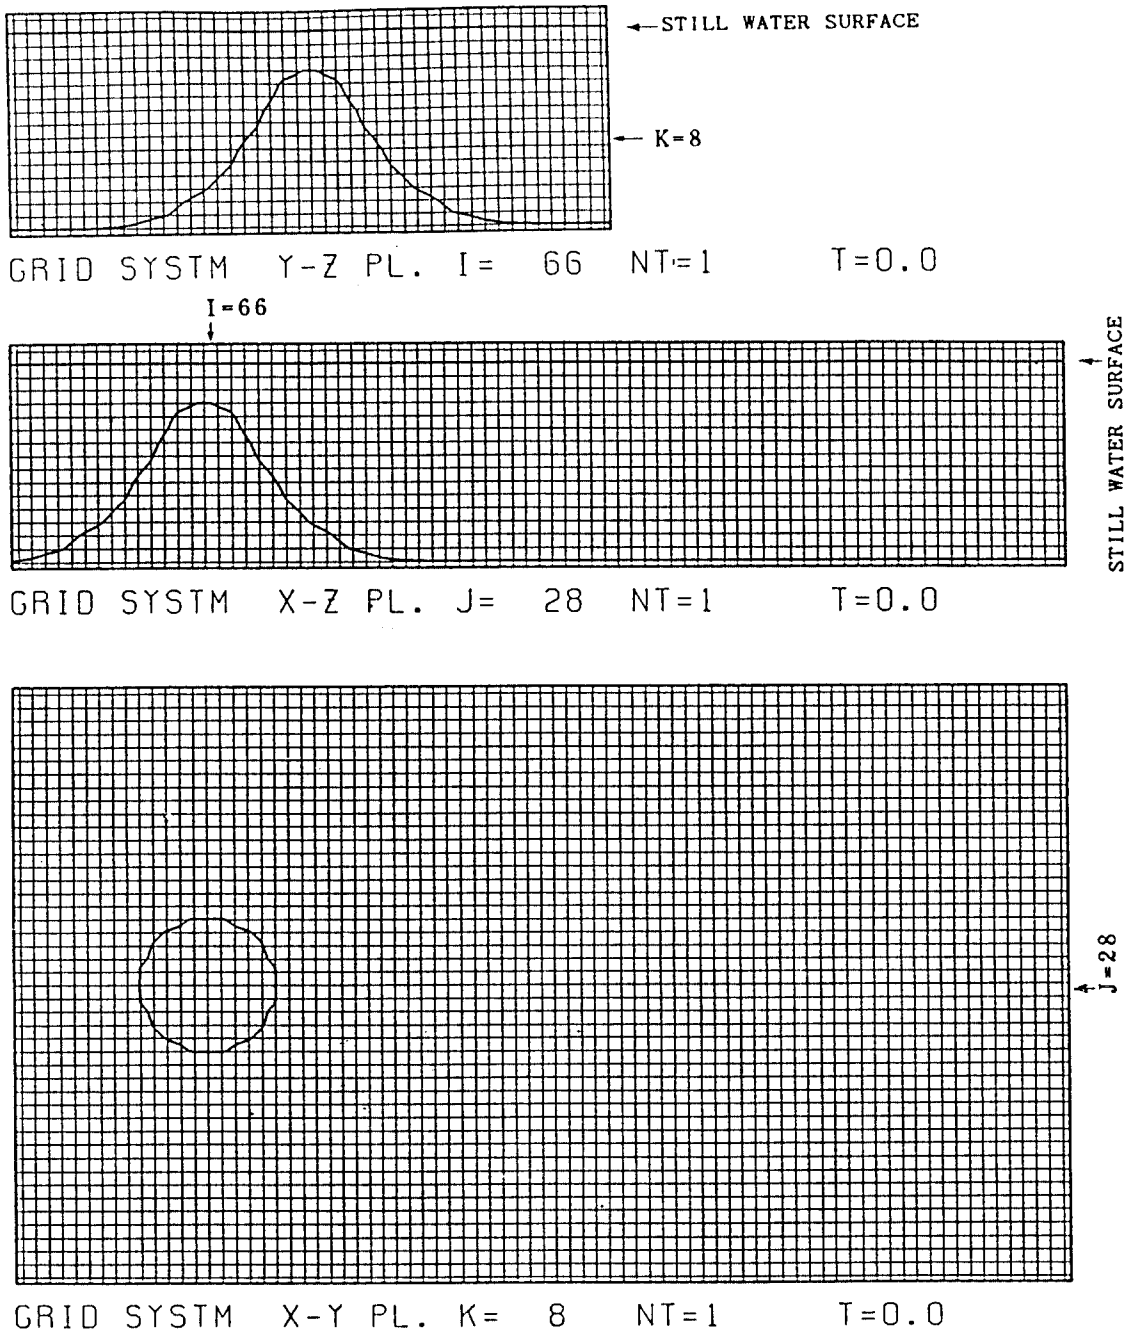 ←STILL WATER SURFACE
← K=8
GRID SYSTM Y-Z PL. I= 66 NT=1 T=0.0
I=66
STILL WATER SURFACE
GRID SYSTM X-Z PL. J= 28 NT=1 T=0.0
J=28
GRID SYSTM X-Y PL. K= 8 NT=1 T=0.0